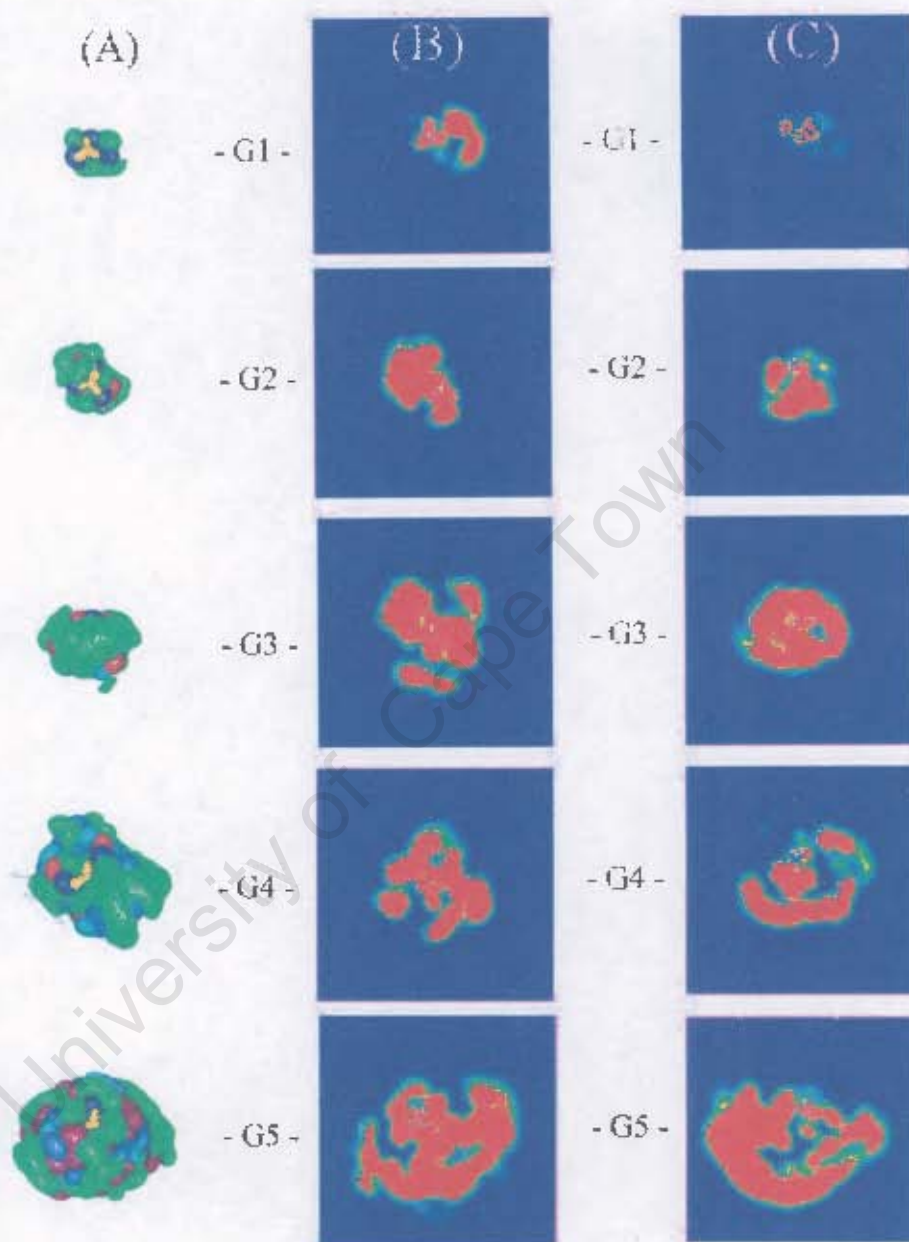 (A) (B) (C)
- G1 - - G1 -
- G2 - - G2 -
- G3 - - G3 -
- G4 - - G4 -
- G5 - - G5 -
University of Cape Town